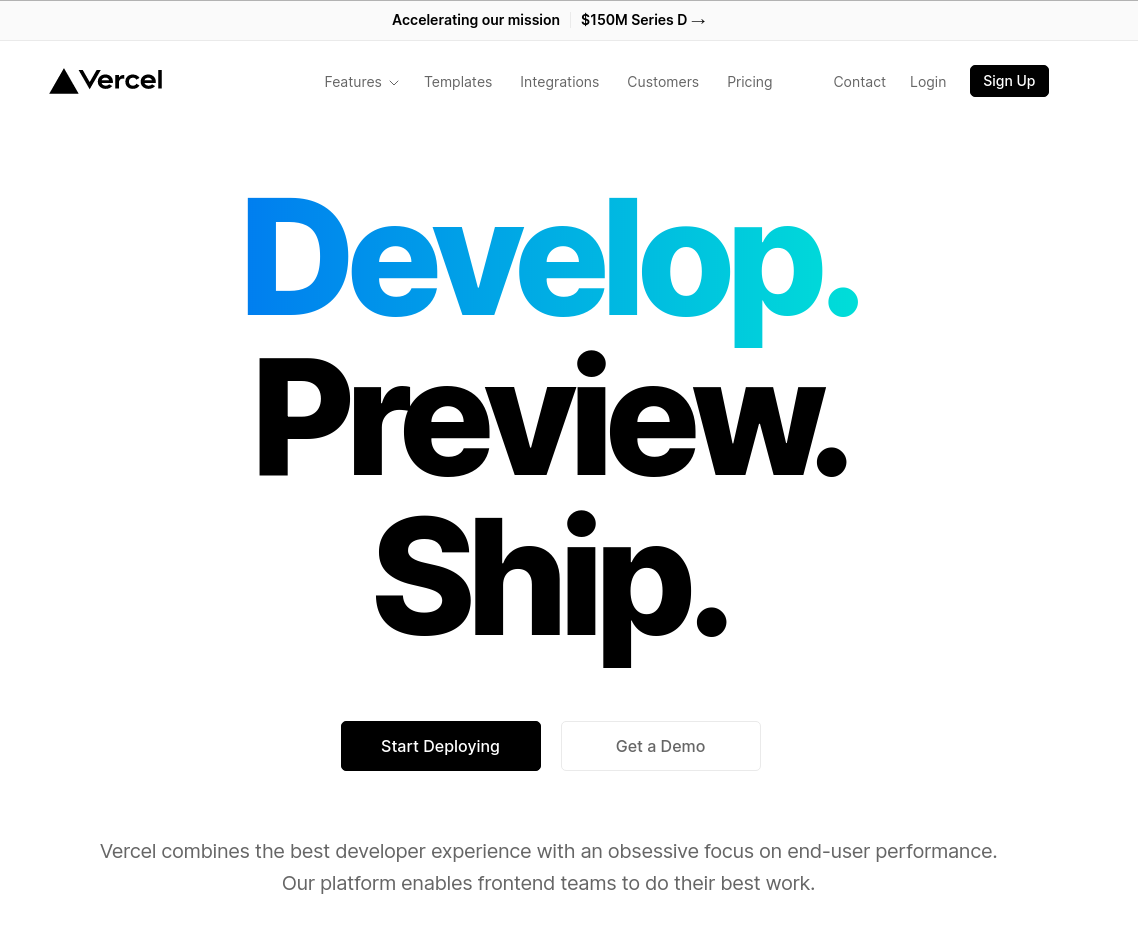 Accelerating our mission $150M Series D →
Vercel Features Templates Integrations Customers Pricing Contact Login Sign Up
Develop.
Preview.
Ship.
Start Deploying Get a Demo
Vercel combines the best developer experience with an obsessive focus on end-user performance.
Our platform enables frontend teams to do their best work.